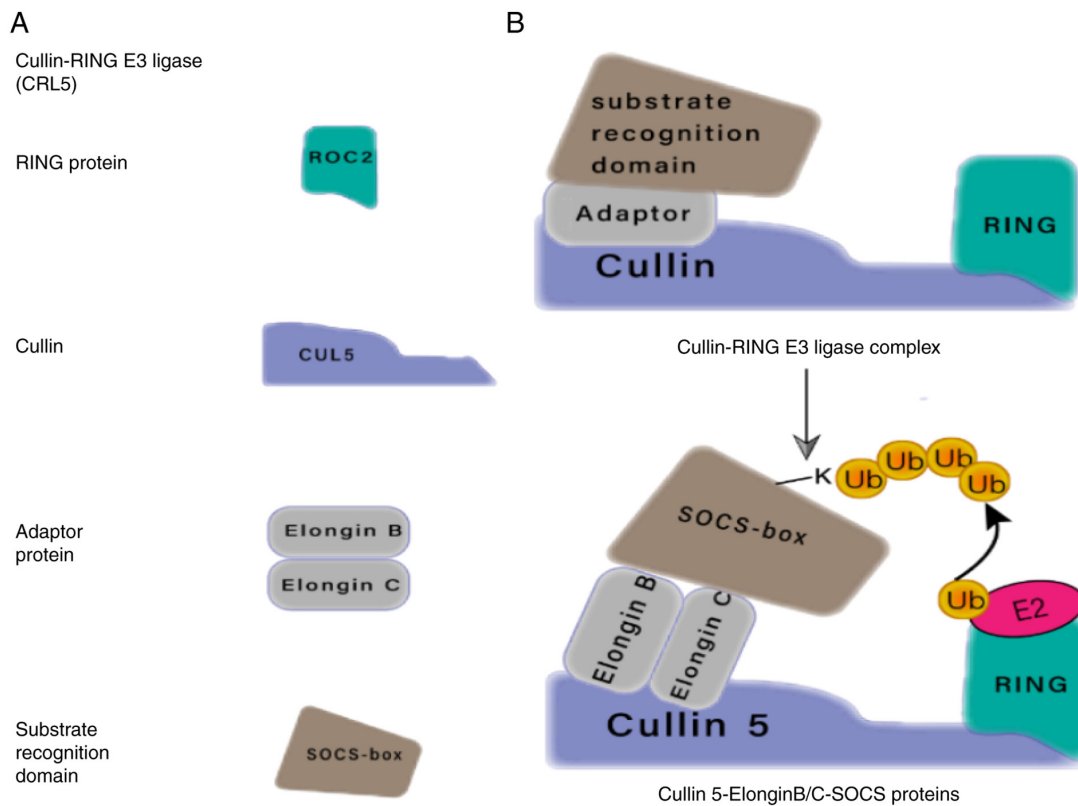 A
Cullin-RING E3 ligase
(CRL5)
RING protein
ROC2
Cullin
CUL5
Adaptor
protein
Elongin B
Elongin C
Substrate
recognition
domain
SOCS-box
B
substrate
recognition
domain
Adaptor
Cullin
RING
Cullin-RING E3 ligase complex
K
Ub
Ub
Ub
Ub
SOCS-box
Elongin B
Elongin C
Ub
E2
RING
Cullin 5
Cullin 5-ElonginB/C-SOCS proteins